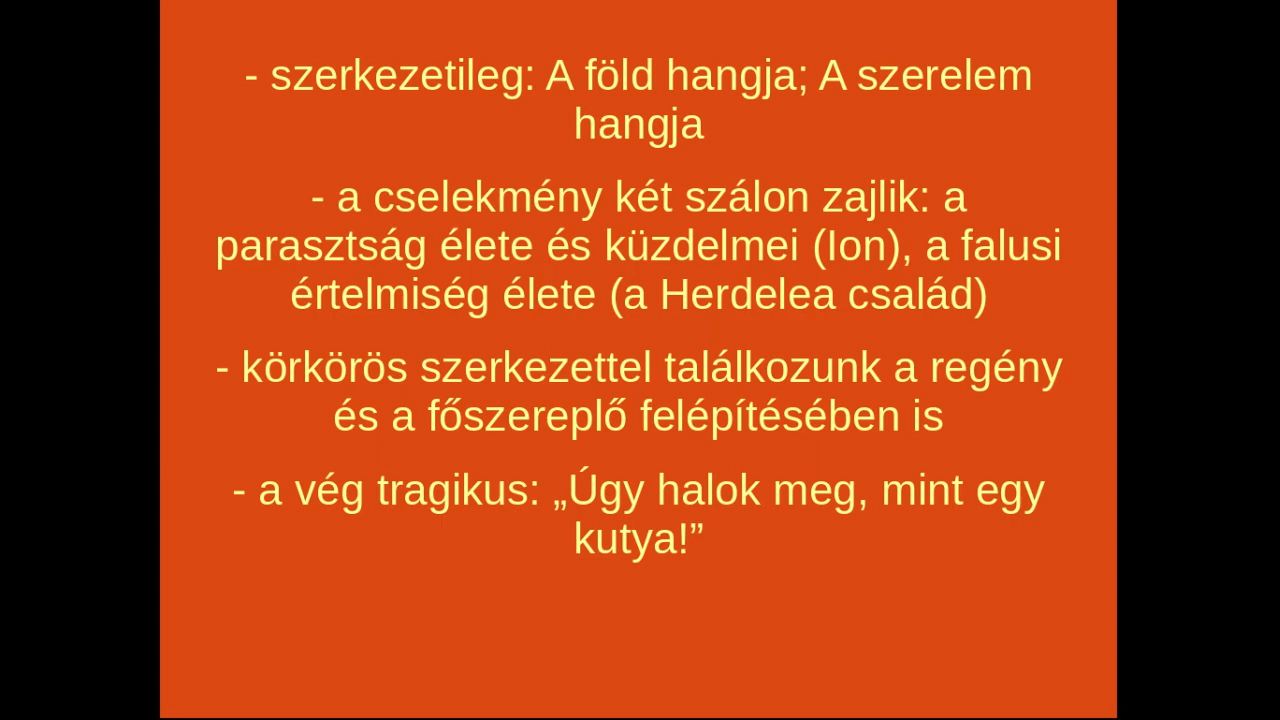 - szerkezetileg: A föld hangja; A szerelem
hangja
- a cselekmény két szálon zajlik: a
parasztság élete és küzdelmei (Ion), a falusi
értelmiség élete (a Herdelea család)
- körkörös szerkezettel találkozunk a regény
és a főszereplő felépítésében is
- a vég tragikus: „Úgy halok meg, mint egy
kutya!”